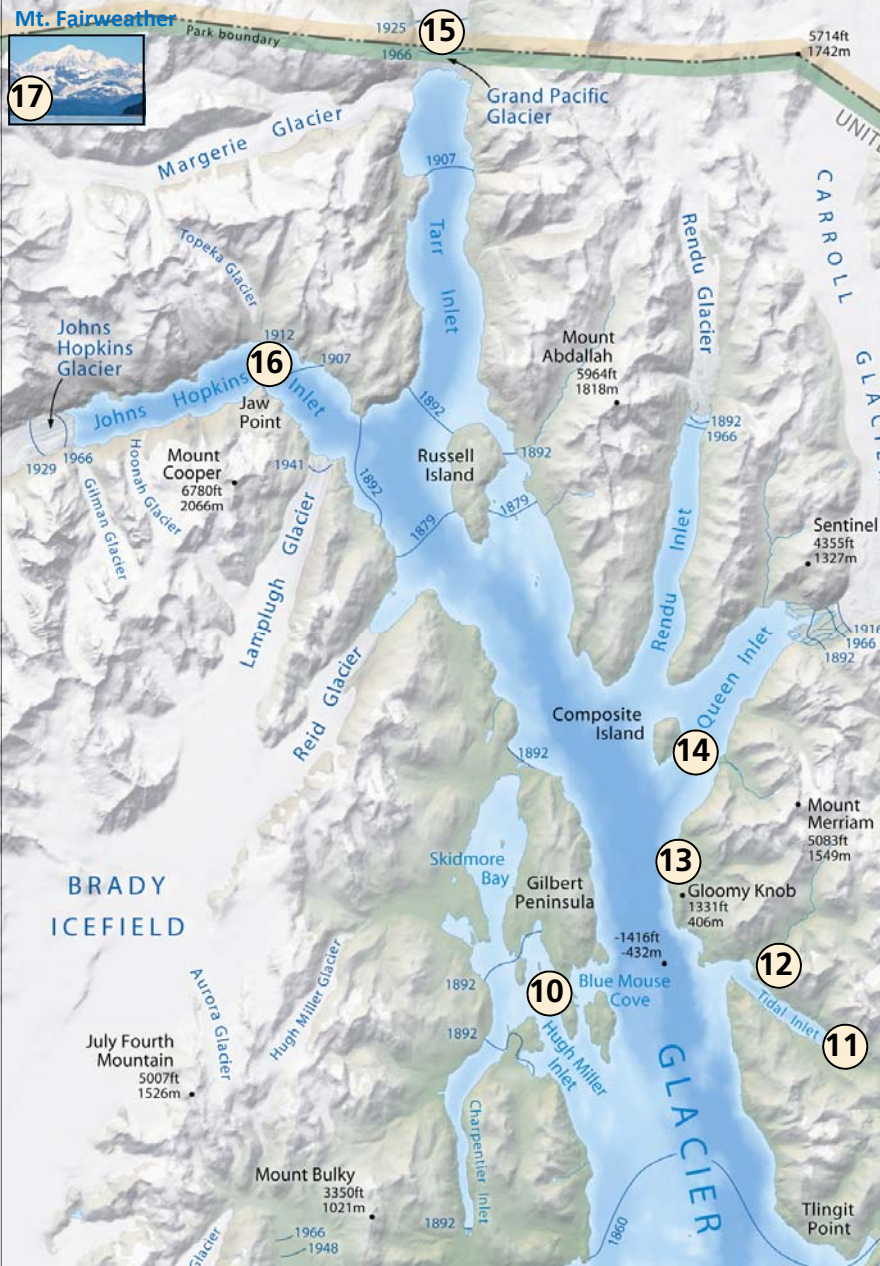 Mt. Fairweather
17
Park boundary
1925
15
1966
5714ft
1742m
Grand Pacific
Glacier
UNITE
Margerie Glacier
1907
Tarr
Inlet
Topeka Glacier
Rendu Glacier
CARROLL
GLACIER
Johns
Hopkins
Glacier
1912
16
1907
Mount
Abdallah
5964ft
1818m
Johns Hopkins
Inlet
Jaw
Point
1892
1892
1966
1929
1966
Mount
Cooper
6780ft
2066m
1941
1892
Russell
Island
1892
1879
1879
Gilman Glacier
Hoonah Glacier
Lamplugh Glacier
Reid Glacier
Rendu Inlet
Sentinel
4355ft
1327m
1916
1966
1892
Queen Inlet
Composite
Island
14
1892
Mount
Merriam
5083ft
1549m
13
Skidmore
Bay
Gilbert
Peninsula
Gloomy Knob
1331ft
406m
BRADY
ICEFIELD
-1416ft
-432m
12
Tidal Inlet
11
1892
10
Blue Mouse
Cove
Aurora Glacier
Hugh Miller Glacier
1892
Hugh Miller
Inlet
July Fourth
Mountain
5007ft
1526m
GLACIER
Charpentier Inlet
Mount Bulky
3350ft
1021m
1892
1860
Tlingit
Point
1966
1948
Glacier